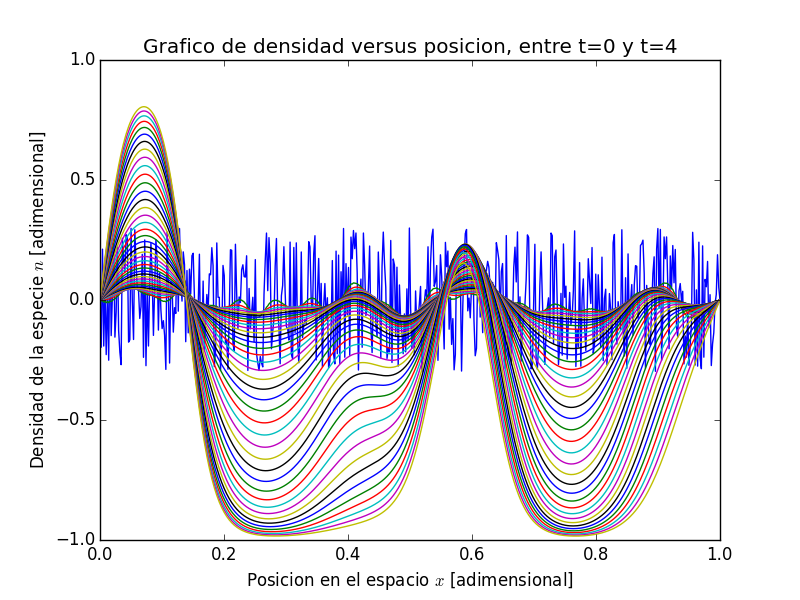 Grafico de densidad versus posicion, entre t=0 y t=4
1.0
0.5
0.0
−0.5
−1.0
Densidad de la especie n [adimensional]
0.0 0.2 0.4 0.6 0.8 1.0
Posicion en el espacio x [adimensional]